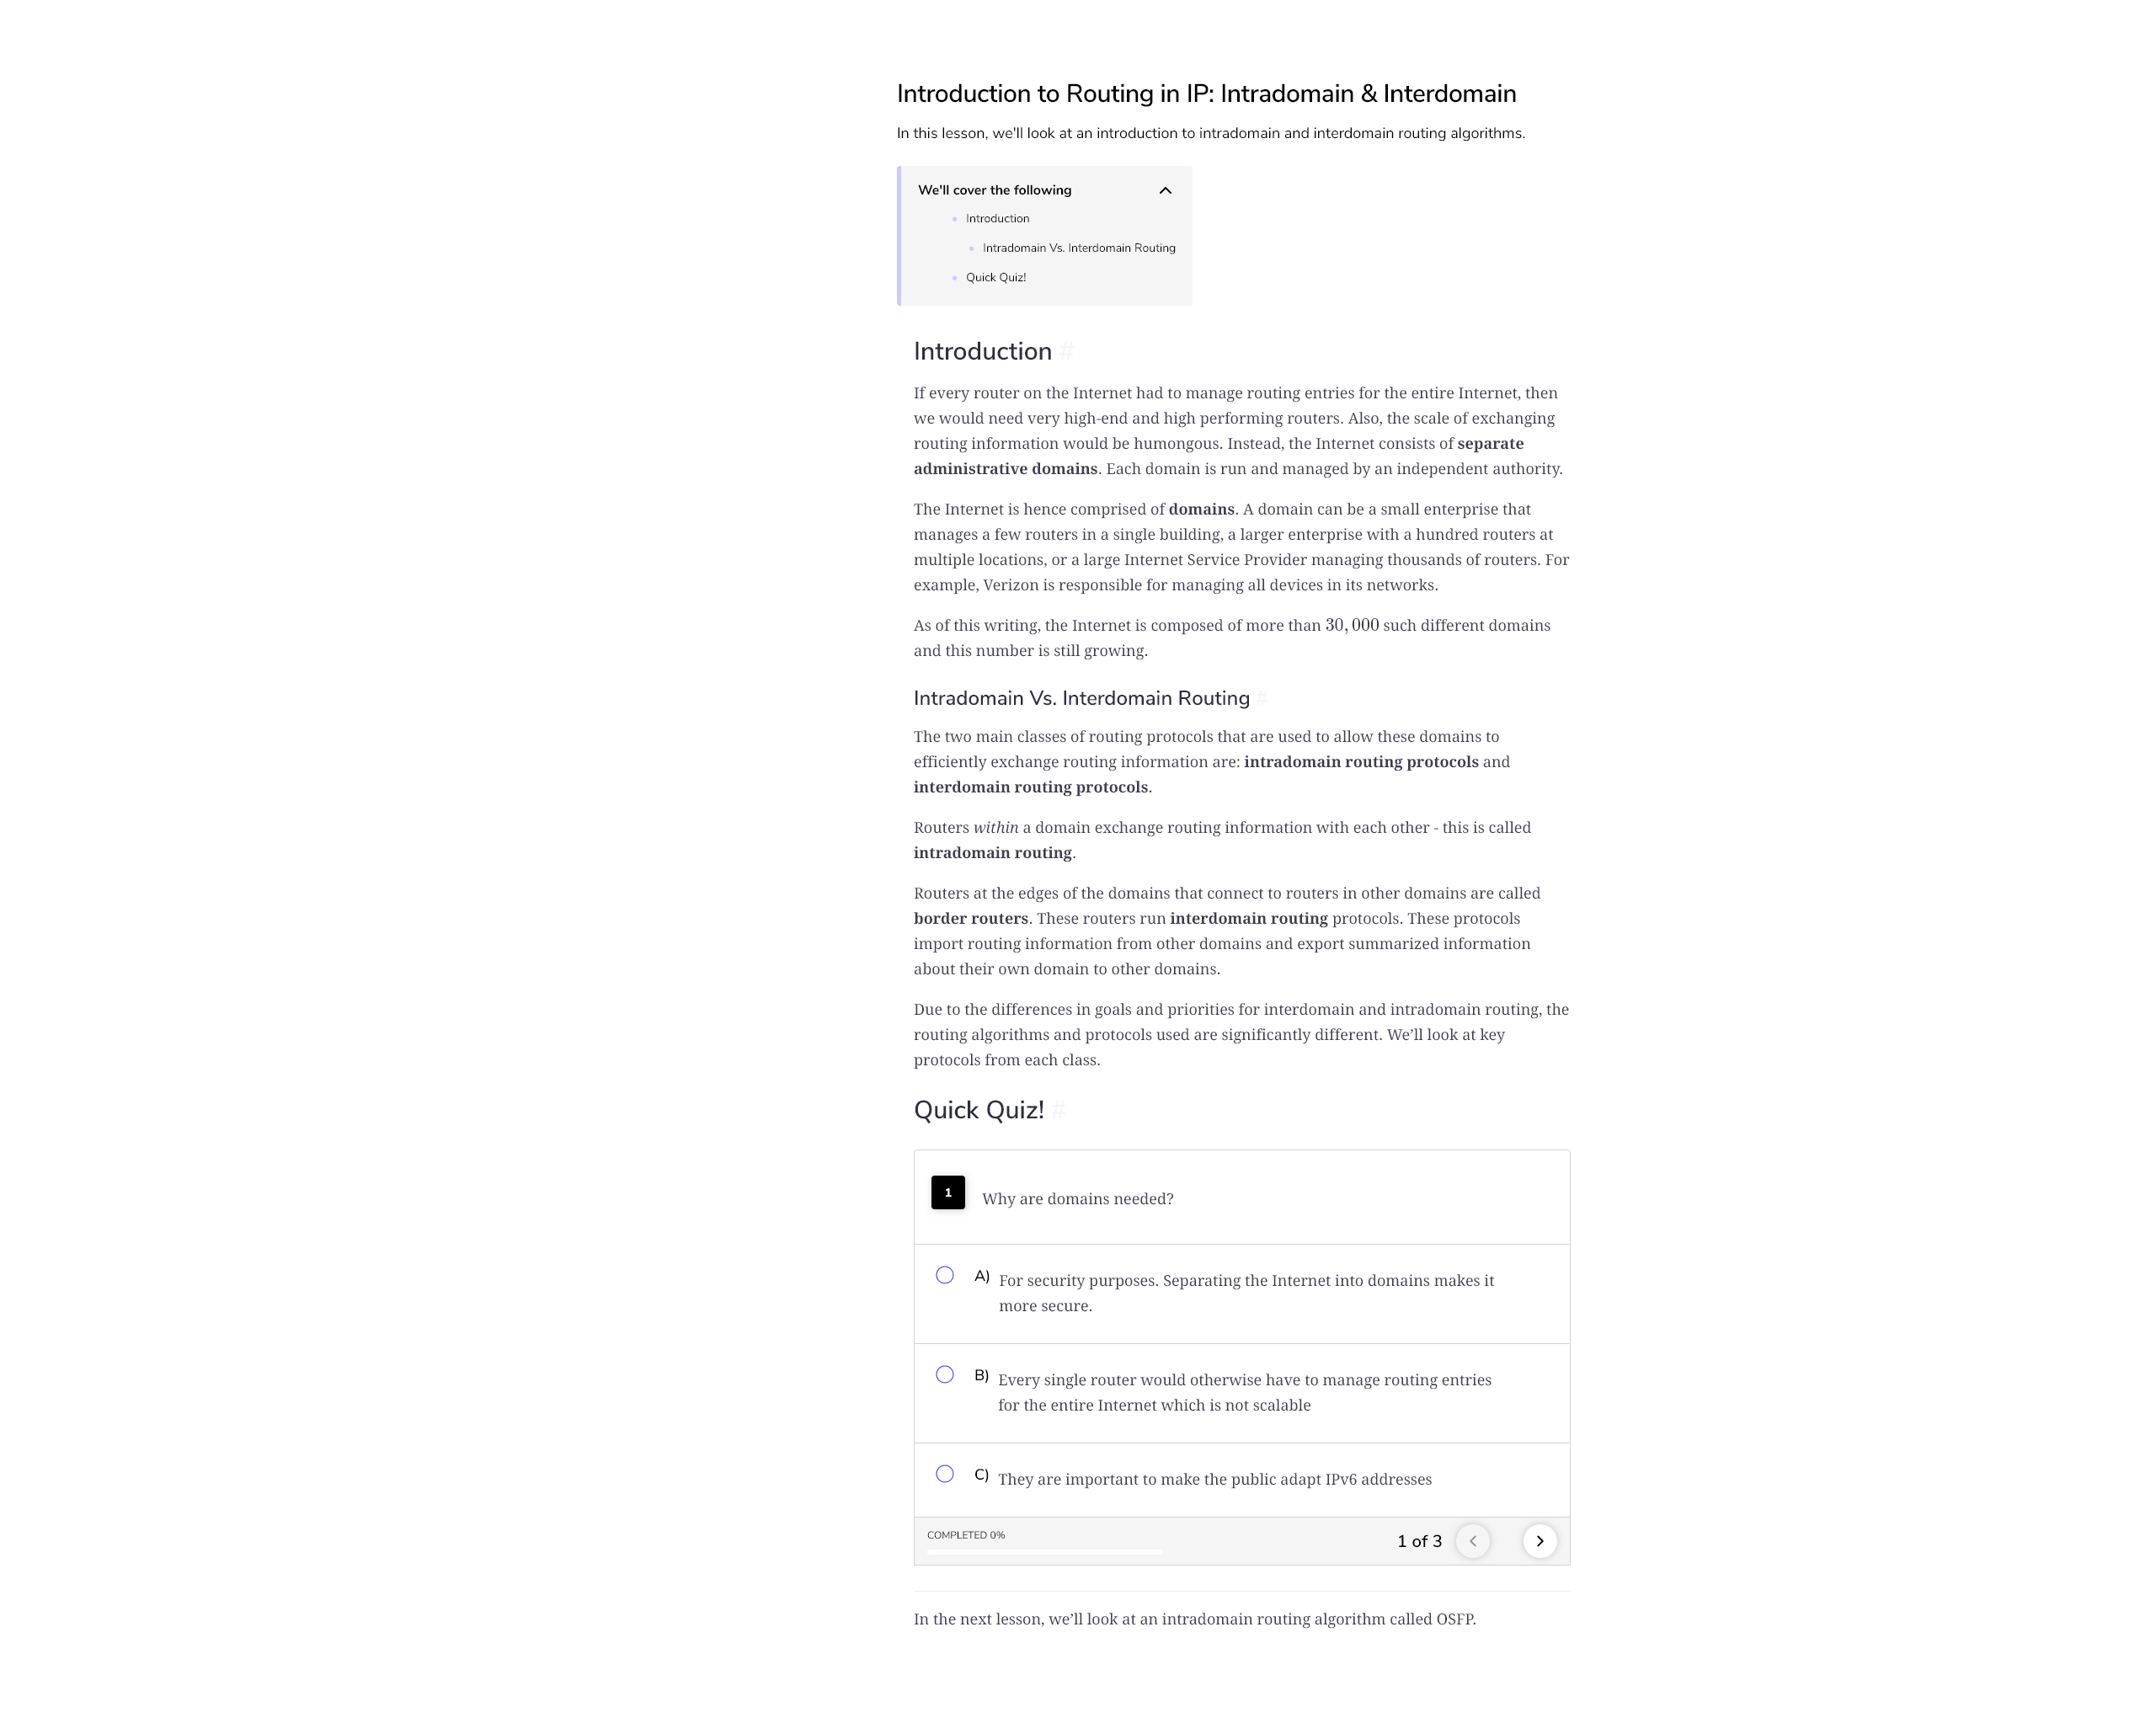 Introduction to Routing in IP: Intradomain & Interdomain
In this lesson, we'll look at an introduction to intradomain and interdomain routing algorithms.
We'll cover the following
Introduction
Intradomain Vs. Interdomain Routing
Quick Quiz!
Introduction #
If every router on the Internet had to manage routing entries for the entire Internet, then
we would need very high-end and high performing routers. Also, the scale of exchanging
routing information would be humongous. Instead, the Internet consists of separate
administrative domains. Each domain is run and managed by an independent authority.
The Internet is hence comprised of domains. A domain can be a small enterprise that
manages a few routers in a single building, a larger enterprise with a hundred routers at
multiple locations, or a large Internet Service Provider managing thousands of routers. For
example, Verizon is responsible for managing all devices in its networks.
As of this writing, the Internet is composed of more than 30,000 such different domains
and this number is still growing.
Intradomain Vs. Interdomain Routing #
The two main classes of routing protocols that are used to allow these domains to
efficiently exchange routing information are: intradomain routing protocols and
interdomain routing protocols.
Routers within a domain exchange routing information with each other - this is called
intradomain routing.
Routers at the edges of the domains that connect to routers in other domains are called
border routers. These routers run interdomain routing protocols. These protocols
import routing information from other domains and export summarized information
about their own domain to other domains.
Due to the differences in goals and priorities for interdomain and intradomain routing, the
routing algorithms and protocols used are significantly different. We’ll look at key
protocols from each class.
Quick Quiz! #
1 Why are domains needed?
A) For security purposes. Separating the Internet into domains makes it
more secure.
B) Every single router would otherwise have to manage routing entries
for the entire Internet which is not scalable
C) They are important to make the public adapt IPv6 addresses
COMPLETED 0%
1 of 3
In the next lesson, we’ll look at an intradomain routing algorithm called OSFP.